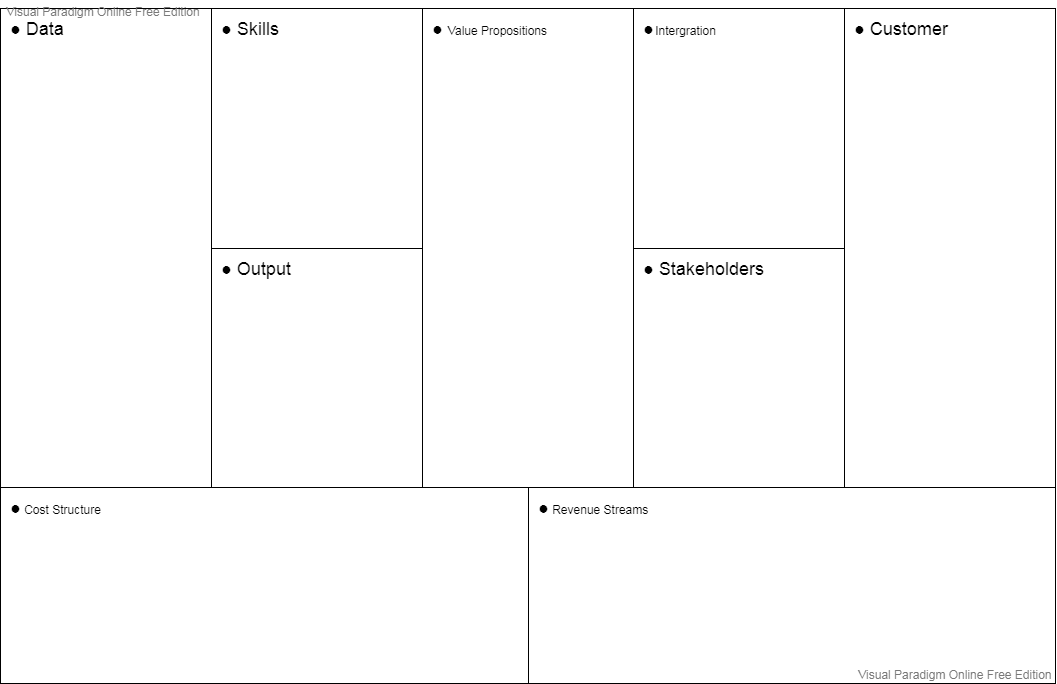 Visual Paradigm Online Free Edition
● Data
● Skills
● Value Propositions
● Intergration
● Customer
● Output
● Stakeholders
● Cost Structure
● Revenue Streams
Visual Paradigm Online Free Edition